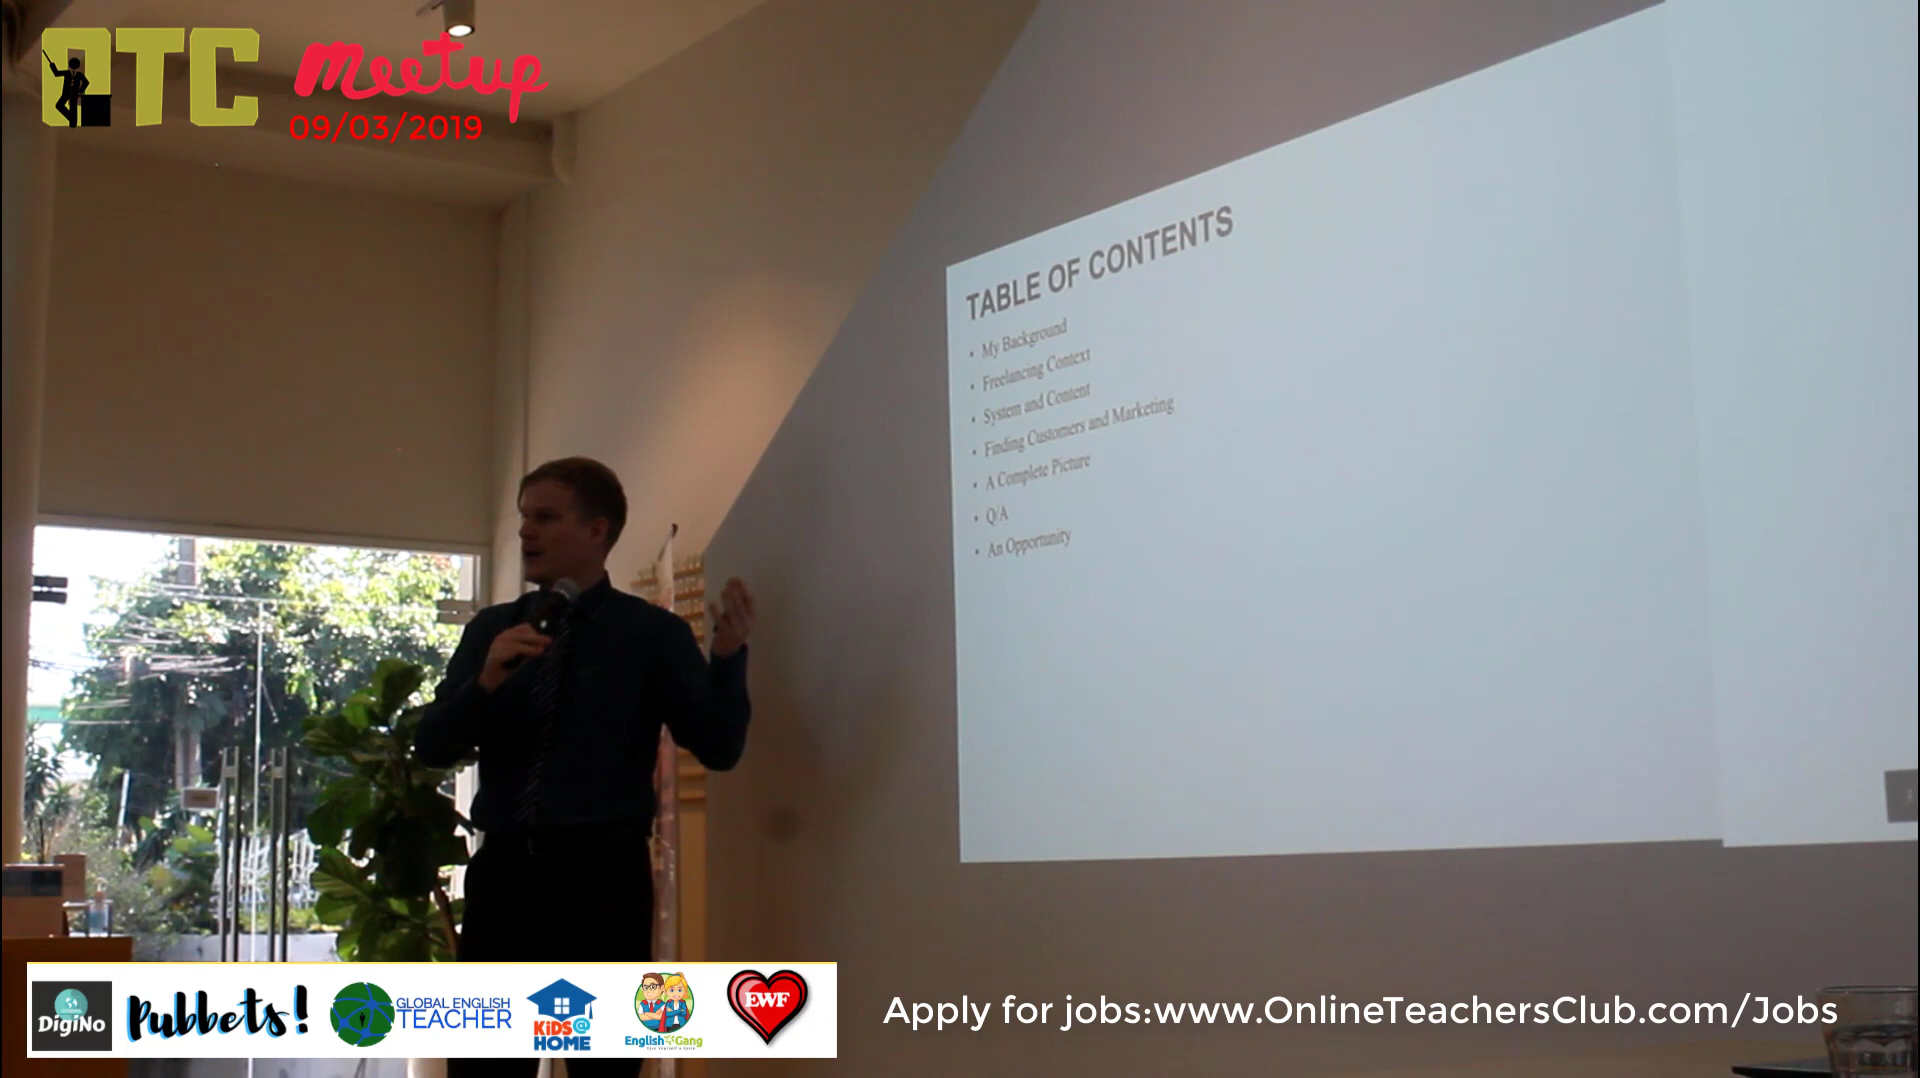 OTC
meetup
09/03/2019
TABLE OF CONTENTS
• My Background
• Freelancing Context
• System and Content
• Finding Customers and Marketing
• A Complete Picture
• Q/A
• An Opportunity
DigiNo
Pubbets!
GLOBAL ENGLISH
TEACHER
KiDS@
HOME
English Gang
EWF
Apply for jobs:www.OnlineTeachersClub.com/Jobs